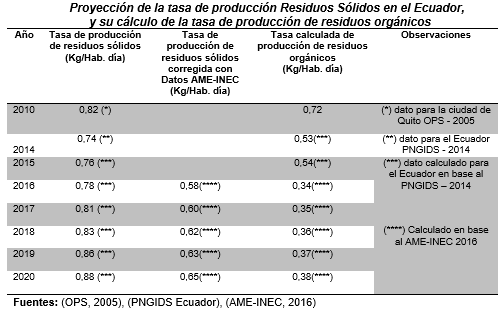 Proyección de la tasa de producción Residuos Sólidos en el Ecuador,
y su cálculo de la tasa de producción de residuos orgánicos
Año Tasa de producción Tasa de Tasa calculada de Observaciones
de residuos sólidos producción de producción de residuos
(Kg/Hab. día) residuos sólidos orgánicos
corregida con (Kg/Hab. día)
Datos AME-INEC
(Kg/Hab. día)
2010 0,82 (*) 0,72 (*) dato para la ciudad de
Quito OPS - 2005
0,74 (**) 0,53(***) (**) dato para el Ecuador
2014 PNGIDS - 2014
2015 0,76 (***) 0,54(***) (***) dato calculado para
el Ecuador en base al
2016 0,78 (***) 0,58(****) 0,34(****) PNGIDS – 2014
2017 0,81 (***) 0,60(****) 0,35(****)
2018 0,83 (***) 0,62(****) 0,36(****) (****) Calculado en base
al AME-INEC 2016
2019 0,86 (***) 0,63(****) 0,37(****)
2020 0,88 (***) 0,65(****) 0,38(****)
Fuentes: (OPS, 2005), (PNGIDS Ecuador), (AME-INEC, 2016)